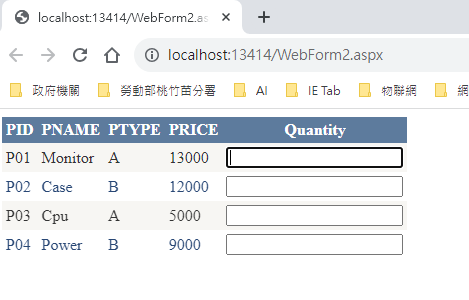 localhost:13414/WebForm2.as
localhost:13414/WebForm2.aspx
政府機關 勞動部桃竹苗分署 AI IE Tab 物聯網 網
PID PNAME PTYPE PRICE Quantity
P01 Monitor A 13000
P02 Case B 12000
P03 Cpu A 5000
P04 Power B 9000